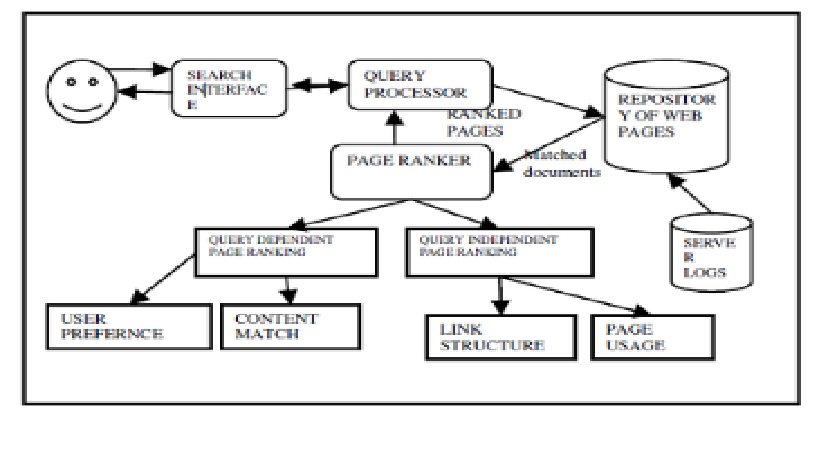 SEARCH
INTERFAC
E
QUERY
PROCESSOR
REPOSITOR
Y OF WEB
PAGES
RANKED
PAGES
PAGE RANKER
Matched
documents
SERVE
R
LOGS
QUERY DEPENDENT
PAGE RANKING
QUERY INDEPENDENT
PAGE RANKING
USER
PREFERNCE
CONTENT
MATCH
LINK
STRUCTURE
PAGE
USAGE